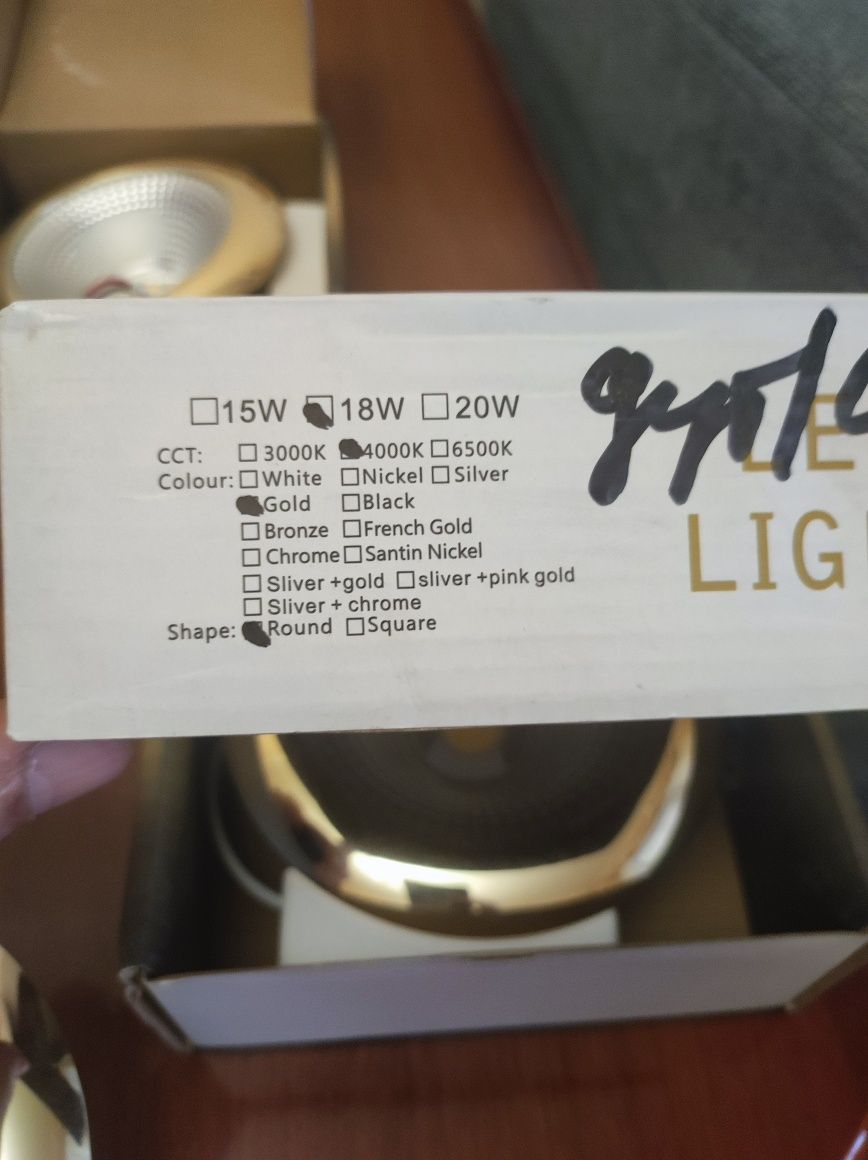 15W 18W 20W
CCT: 3000K 4000K 6500K
Colour: White Nickel Silver
Gold Black
Bronze French Gold
Chrome Santin Nickel
Sliver +gold sliver +pink gold
Sliver + chrome
Shape: Round Square
LE
LIG